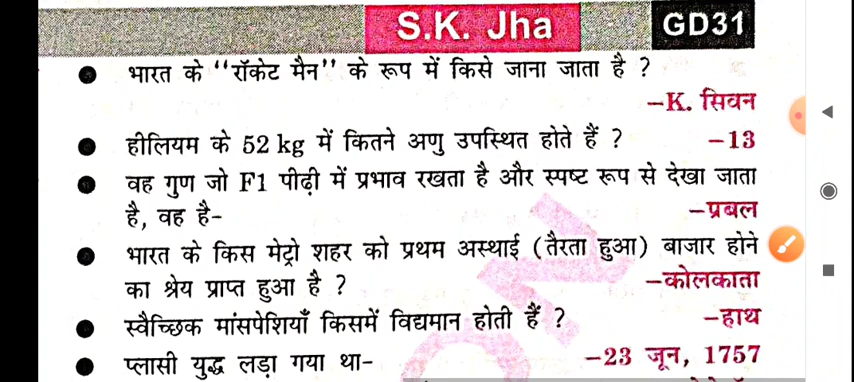 S.K. Jha GD31
भारत के ‘‘रॉकेट मैन’’ के रूप में किसे जाना जाता है ?
–K. सिवन
हीलियम के 52 kg में कितने अणु उपस्थित होते हैं ? –13
वह गुण जो F1 पीढ़ी में प्रभाव रखता है और स्पष्ट रूप से देखा जाता
है, वह है- –प्रबल
भारत के किस मेट्रो शहर को प्रथम अस्थाई (तैरता हुआ) बाजार होने
का श्रेय प्राप्त हुआ है ? –कोलकाता
स्वैच्छिक मांसपेशियाँ किसमें विद्यमान होती हैं ? –हाथ
प्लासी युद्ध लड़ा गया था– –23 जून, 1757